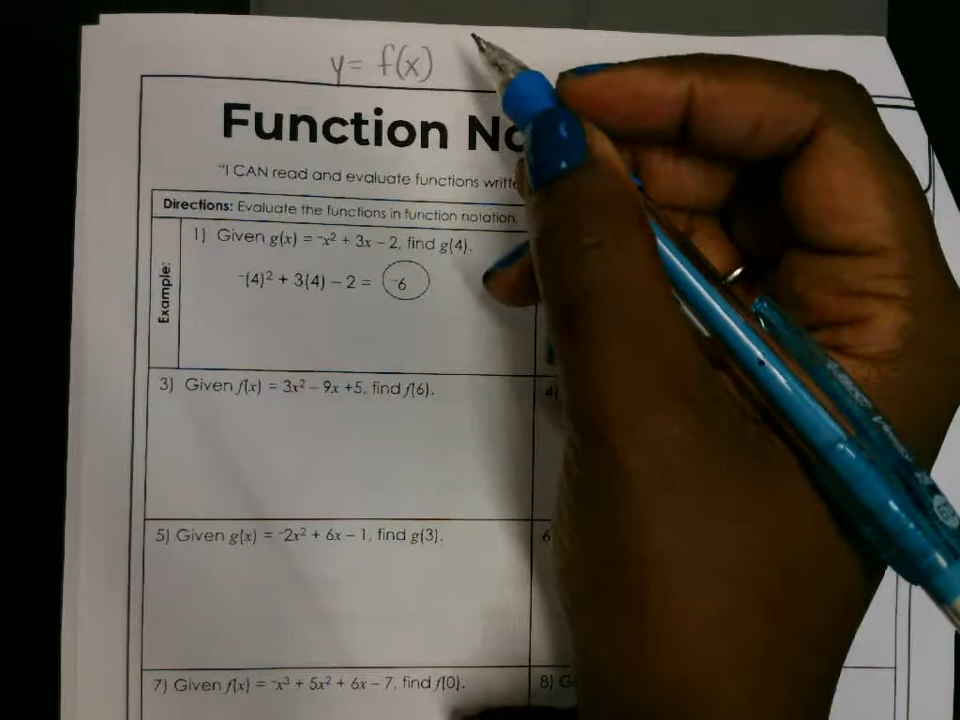 y = f(x)
Function
"I CAN read and evaluate functions
Directions: Evaluate the functions in function notation.
Example:
1) Given g(x) = ⁻x² + 3x – 2, find g(4).
⁻(4)² + 3(4) – 2 = ⁻6
3) Given f(x) = 3x² – 9x +5, find f(6).
4)
5) Given g(x) = ⁻2x² + 6x – 1, find g(3).
6
7) Given f(x) = ⁻x³ + 5x² + 6x – 7, find f(0).
8)